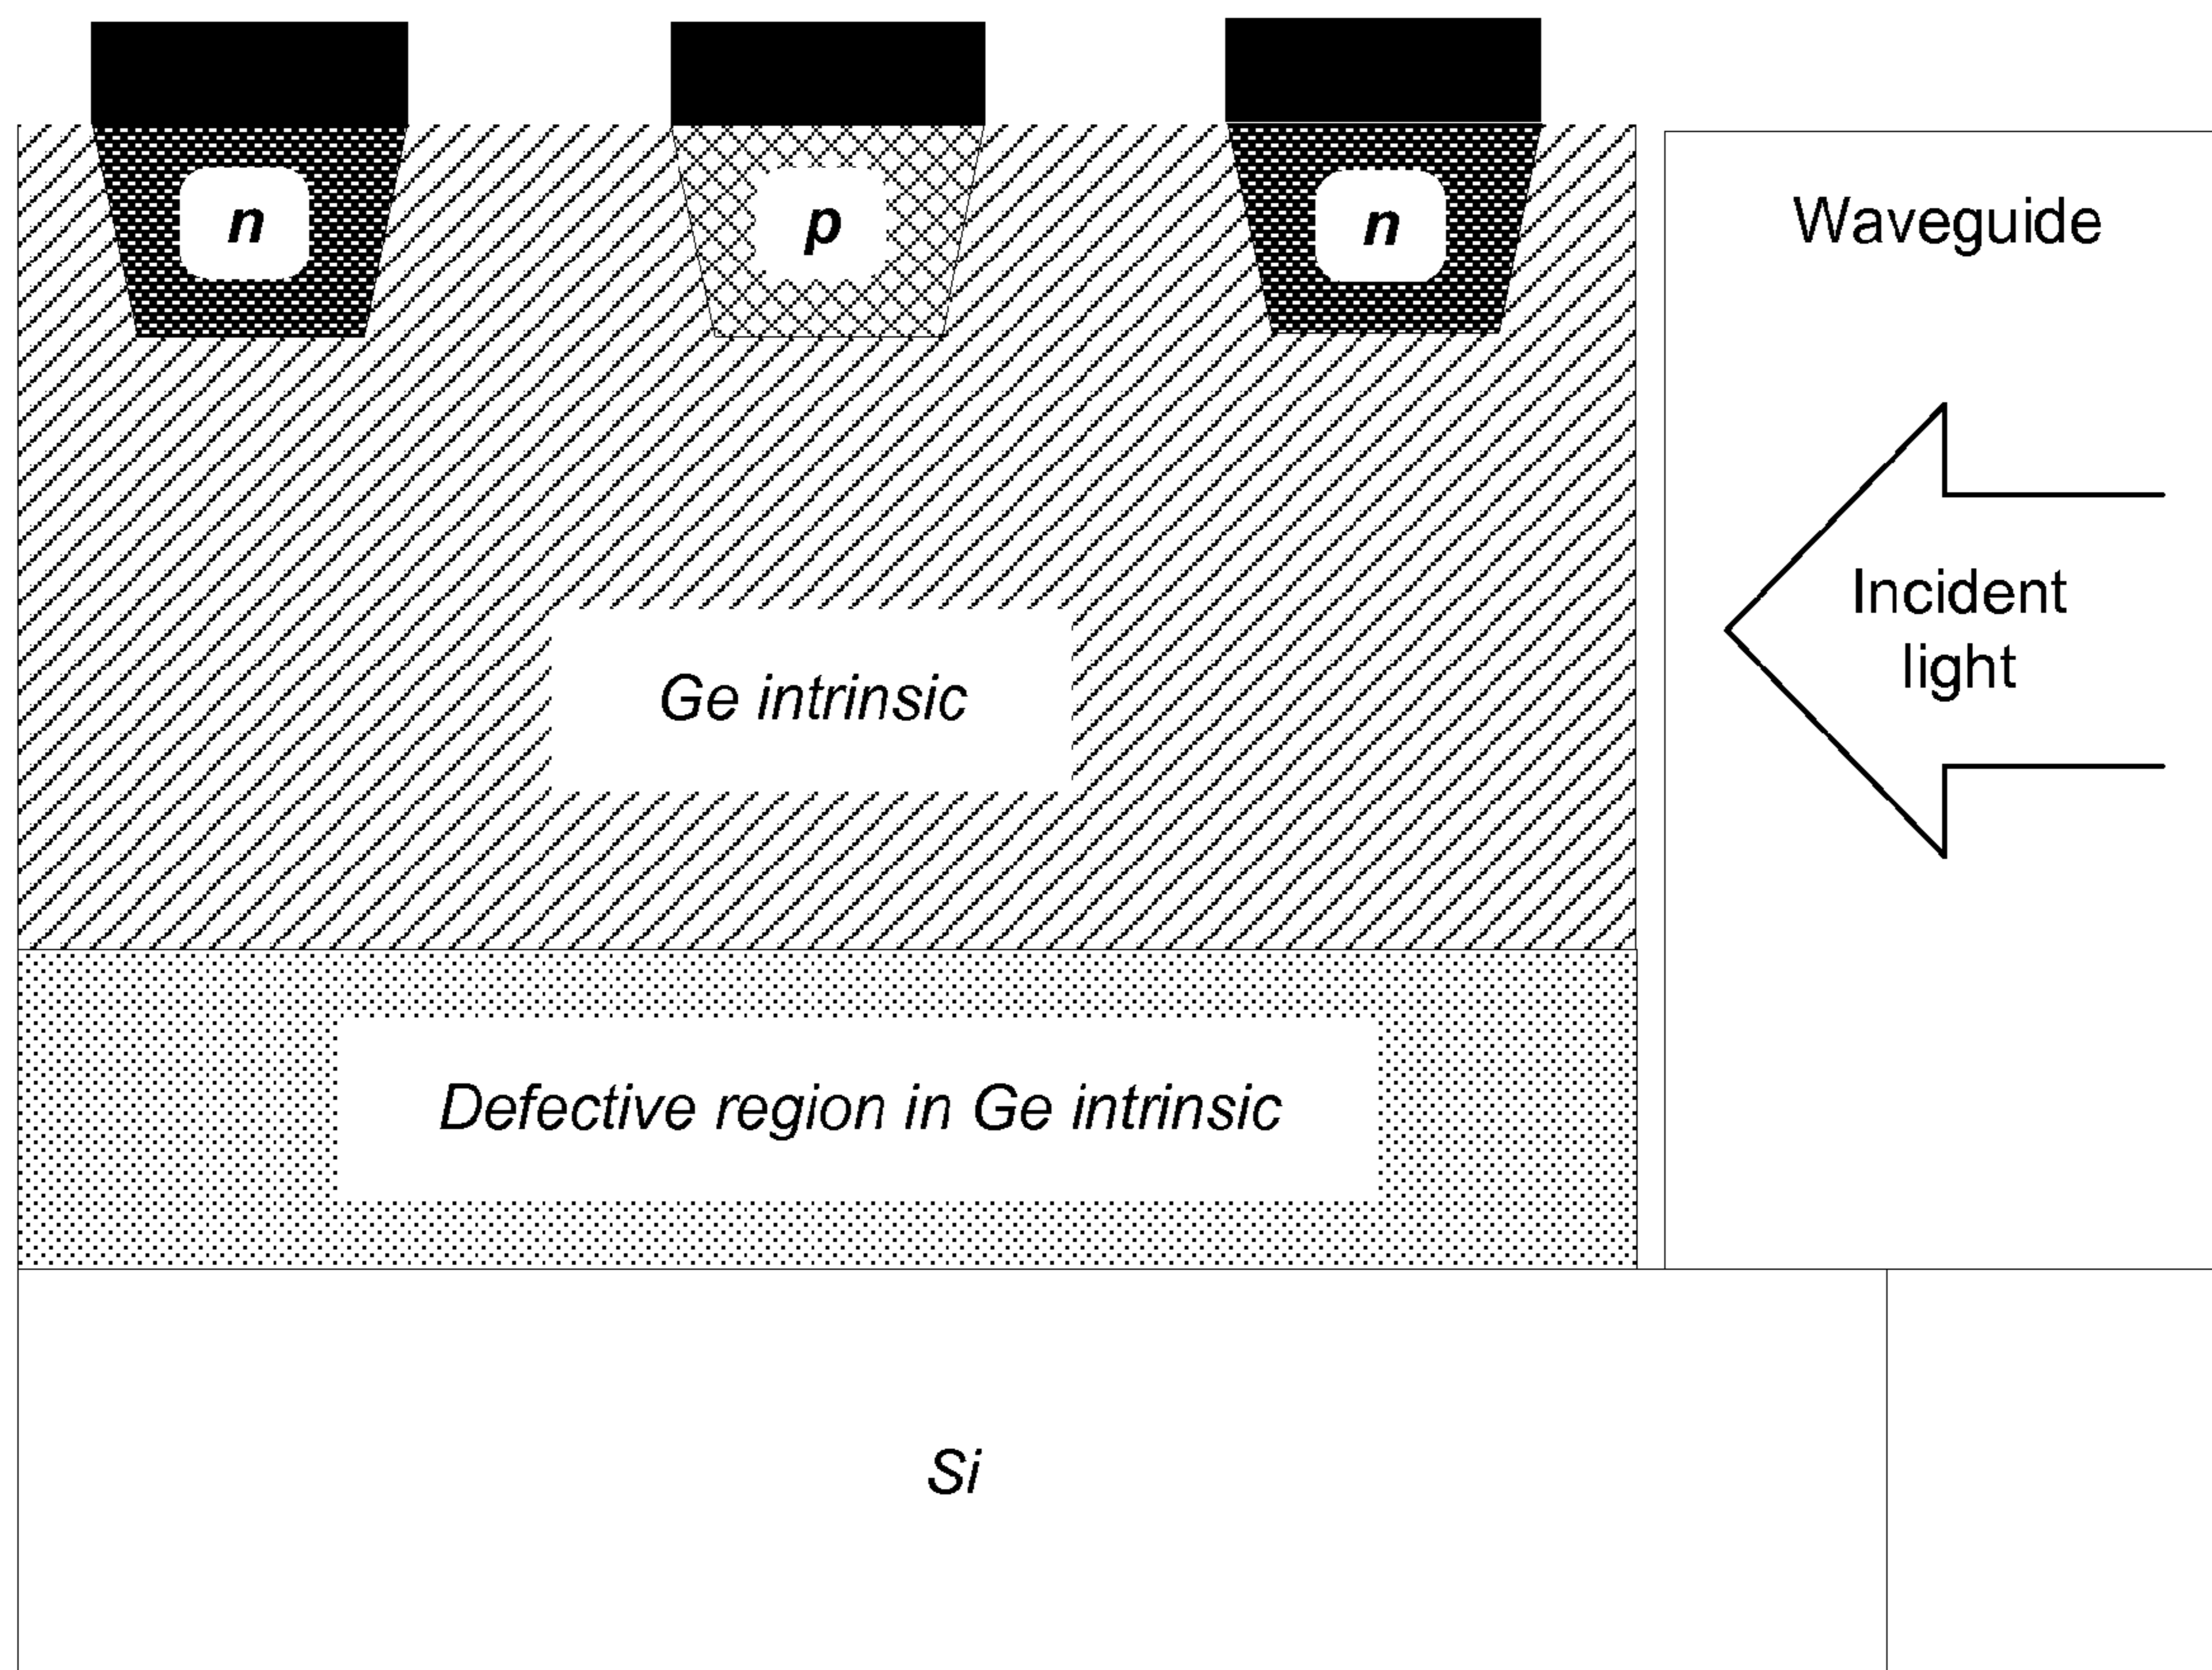 n
p
n
Waveguide
Incident
light
Ge intrinsic
Defective region in Ge intrinsic
Si